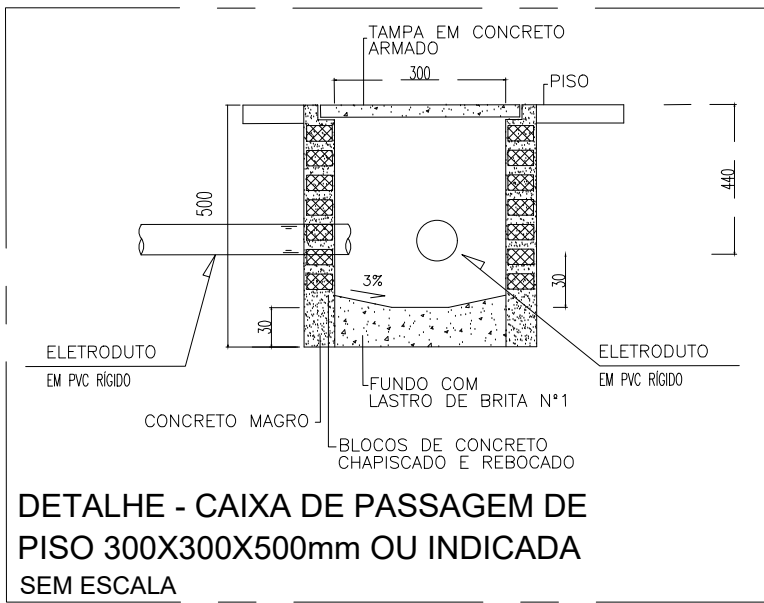 TAMPA EM CONCRETO
ARMADO
300
PISO
500
440
3%
30
30
ELETRODUTO
EM PVC RÍGIDO
ELETRODUTO
EM PVC RÍGIDO
FUNDO COM
LASTRO DE BRITA N°1
CONCRETO MAGRO
BLOCOS DE CONCRETO
CHAPISCADO E REBOCADO
DETALHE - CAIXA DE PASSAGEM DE
PISO 300X300X500mm OU INDICADA
SEM ESCALA